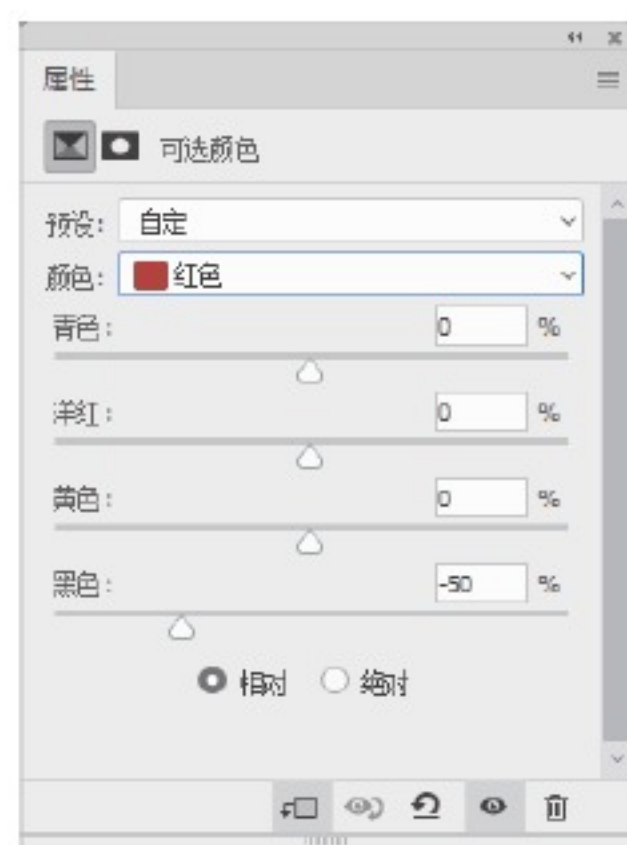 属性
可选颜色
预设： 自定
颜色： 红色
青色： 0 %
洋红： 0 %
黄色： 0 %
黑色： -50 %
相对 绝对